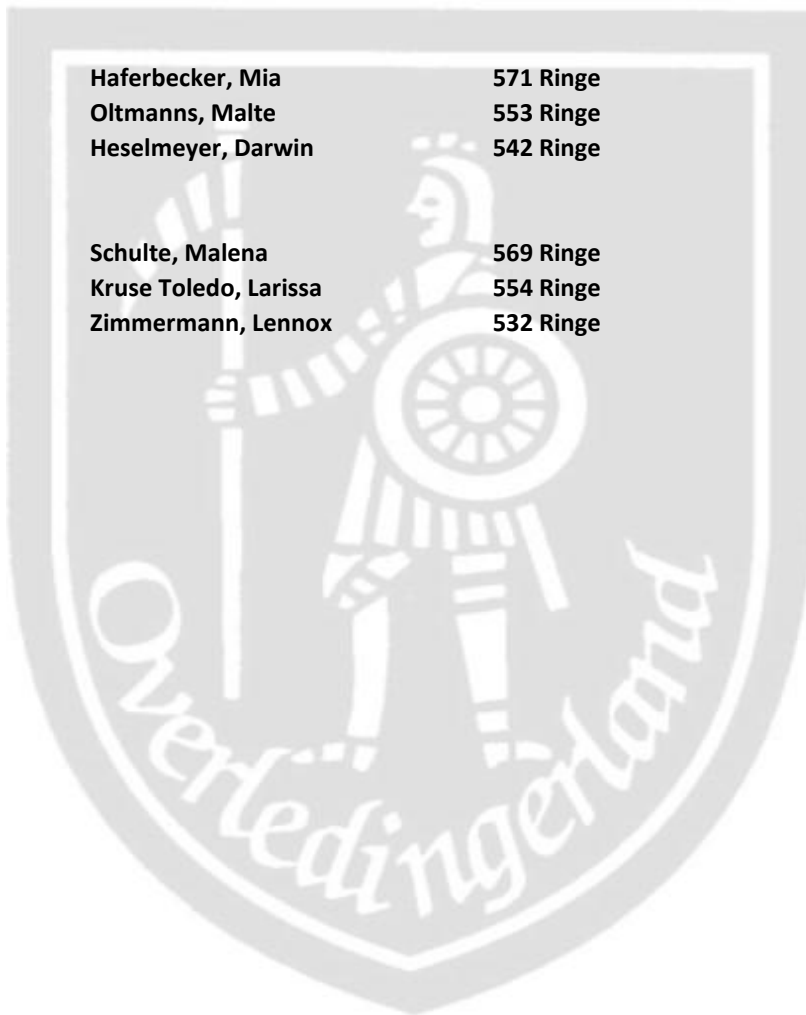 Haferbecker, Mia 571 Ringe
Oltmanns, Malte 553 Ringe
Heselmeyer, Darwin 542 Ringe
Schulte, Malena 569 Ringe
Kruse Toledo, Larissa 554 Ringe
Zimmermann, Lennox 532 Ringe
Overledingerland